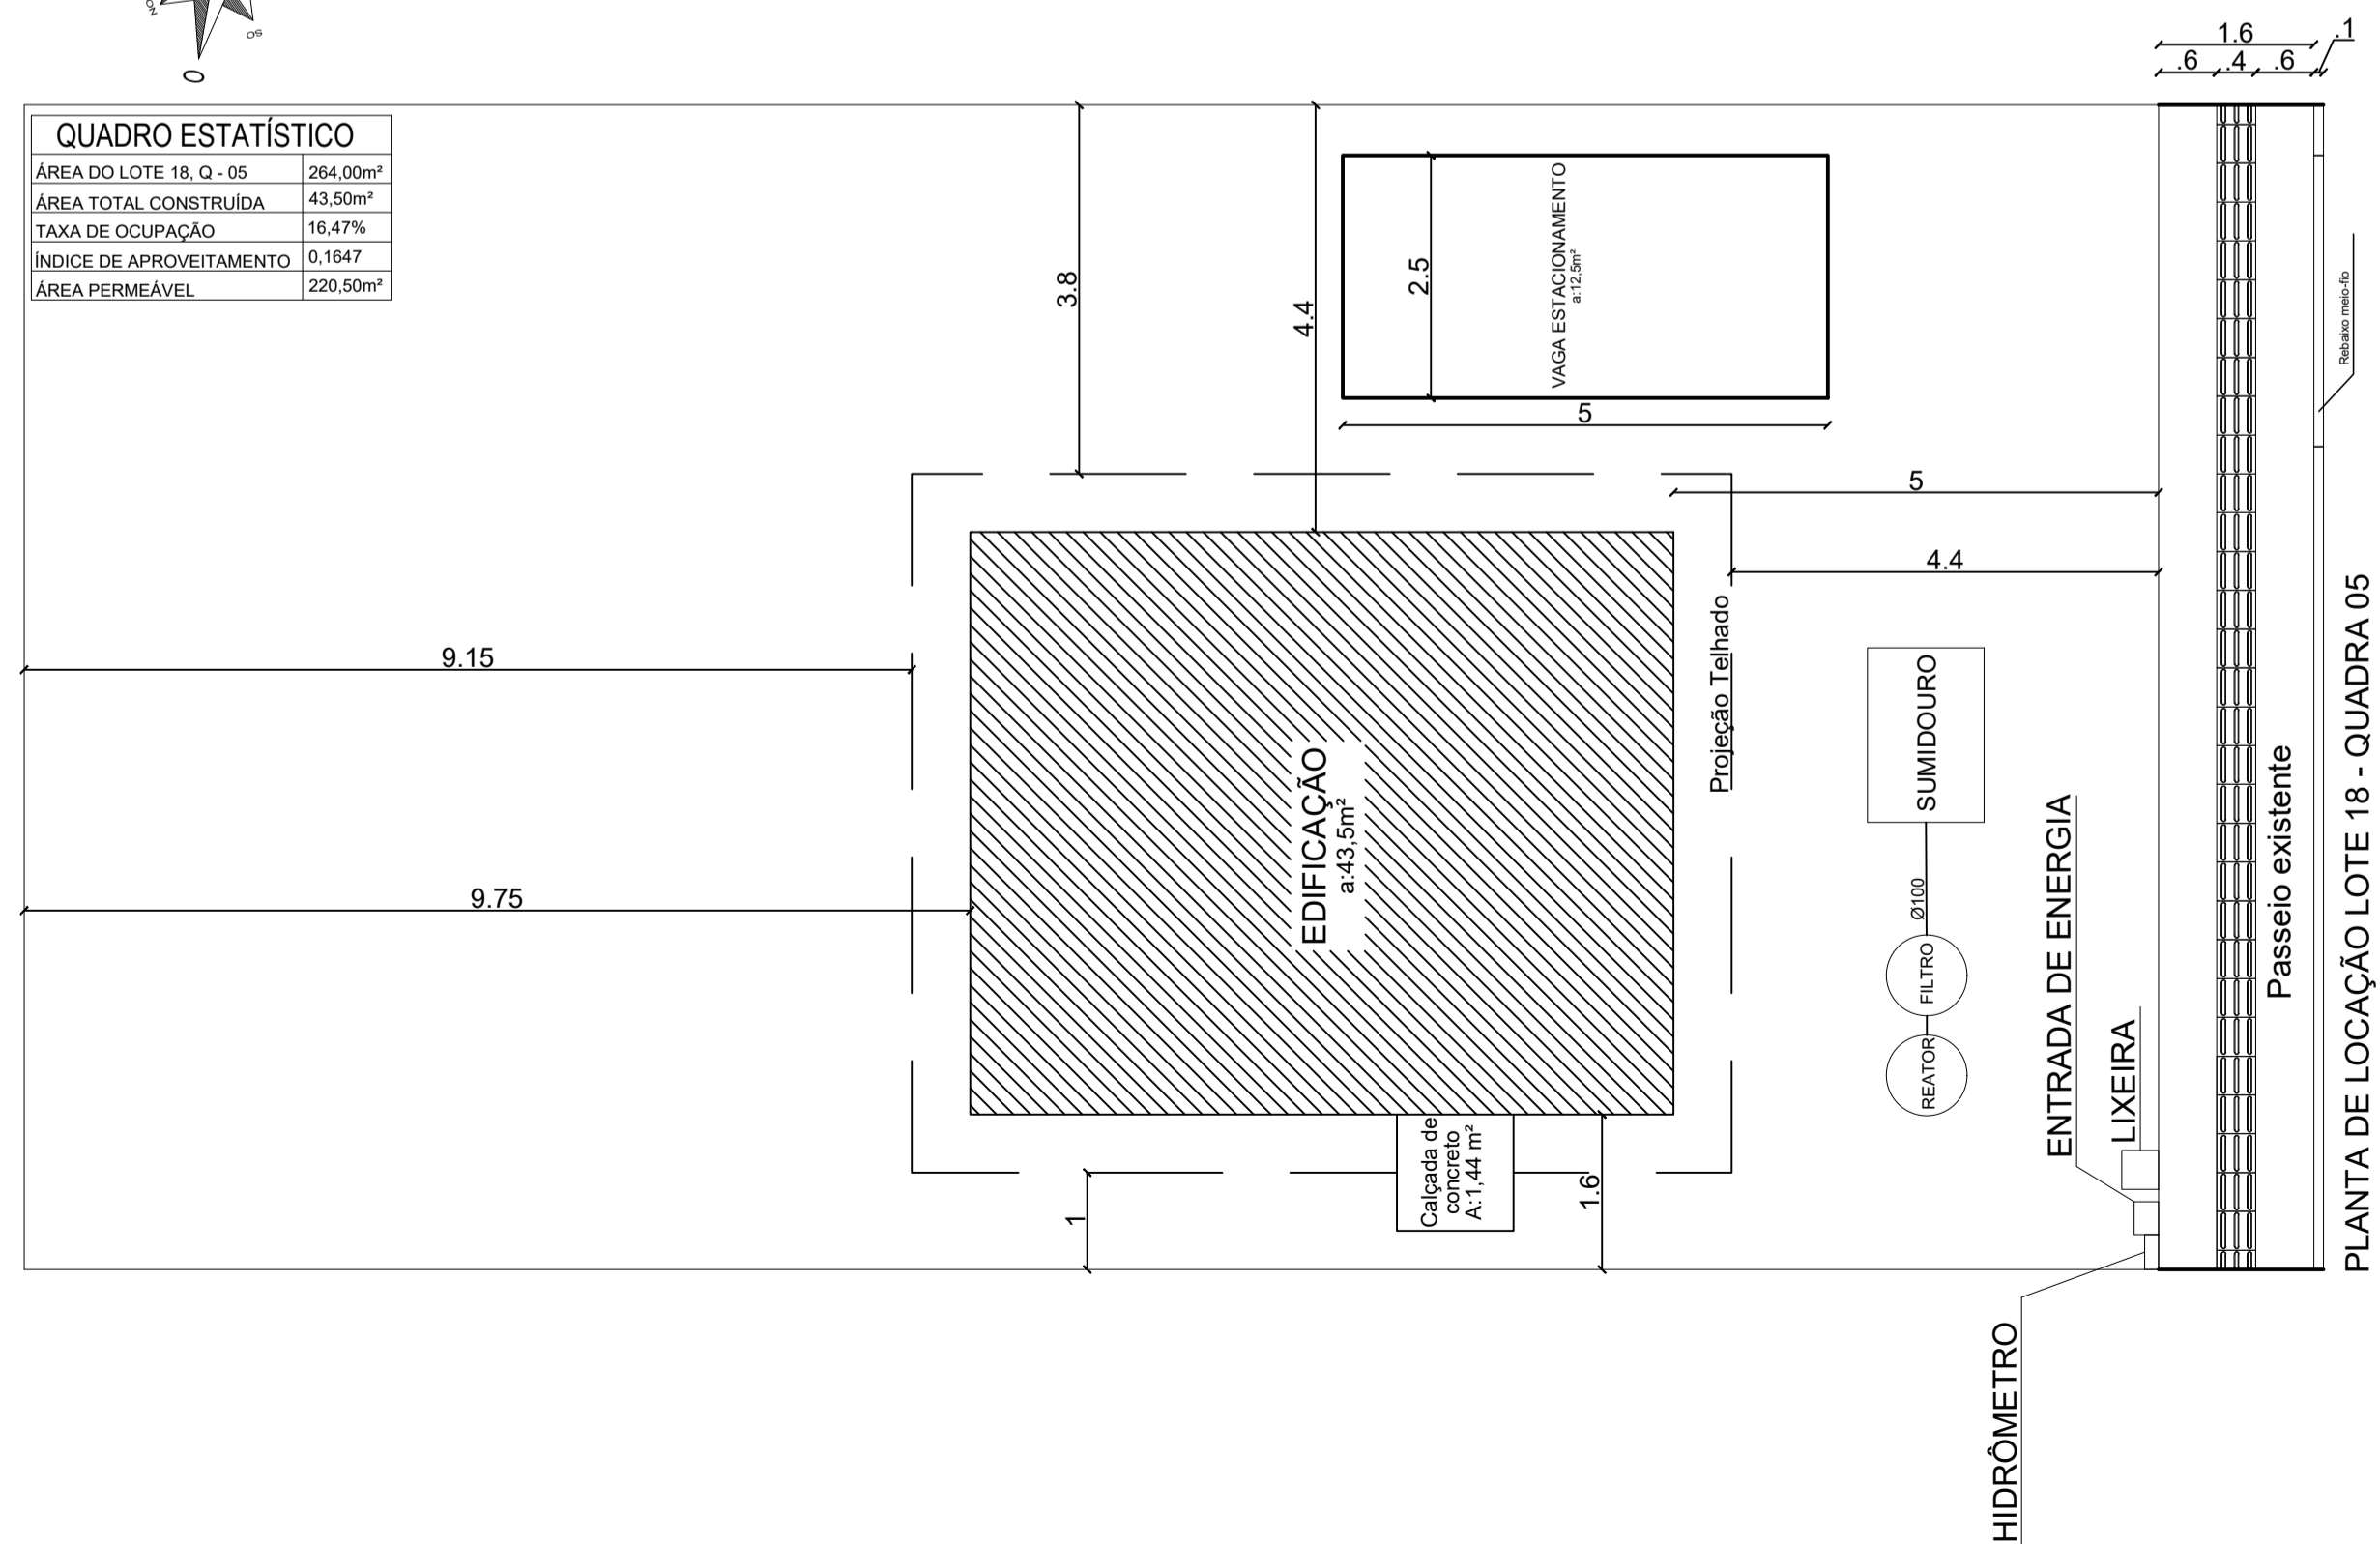 SO
O
QUADRO ESTATÍSTICO
ÁREA DO LOTE 18, Q - 05 264,00m²
ÁREA TOTAL CONSTRUÍDA 43,50m²
TAXA DE OCUPAÇÃO 16,47%
ÍNDICE DE APROVEITAMENTO 0,1647
ÁREA PERMEÁVEL 220,50m²
1.6
.1
.6 .4 .6
3.8
4.4
2.5
VAGA ESTACIONAMENTO
a:12,5m²
5
Rebaixo meio-fio
5
4.4
9.15
9.75
EDIFICAÇÃO
a:43,5m²
Projeção Telhado
SUMIDOURO
Ø100
FILTRO
REATOR
Calçada de
concreto
A:1,44 m²
1
1.6
ENTRADA DE ENERGIA
LIXEIRA
HIDRÔMETRO
Passeio existente
PLANTA DE LOCAÇÃO LOTE 18 - QUADRA 05